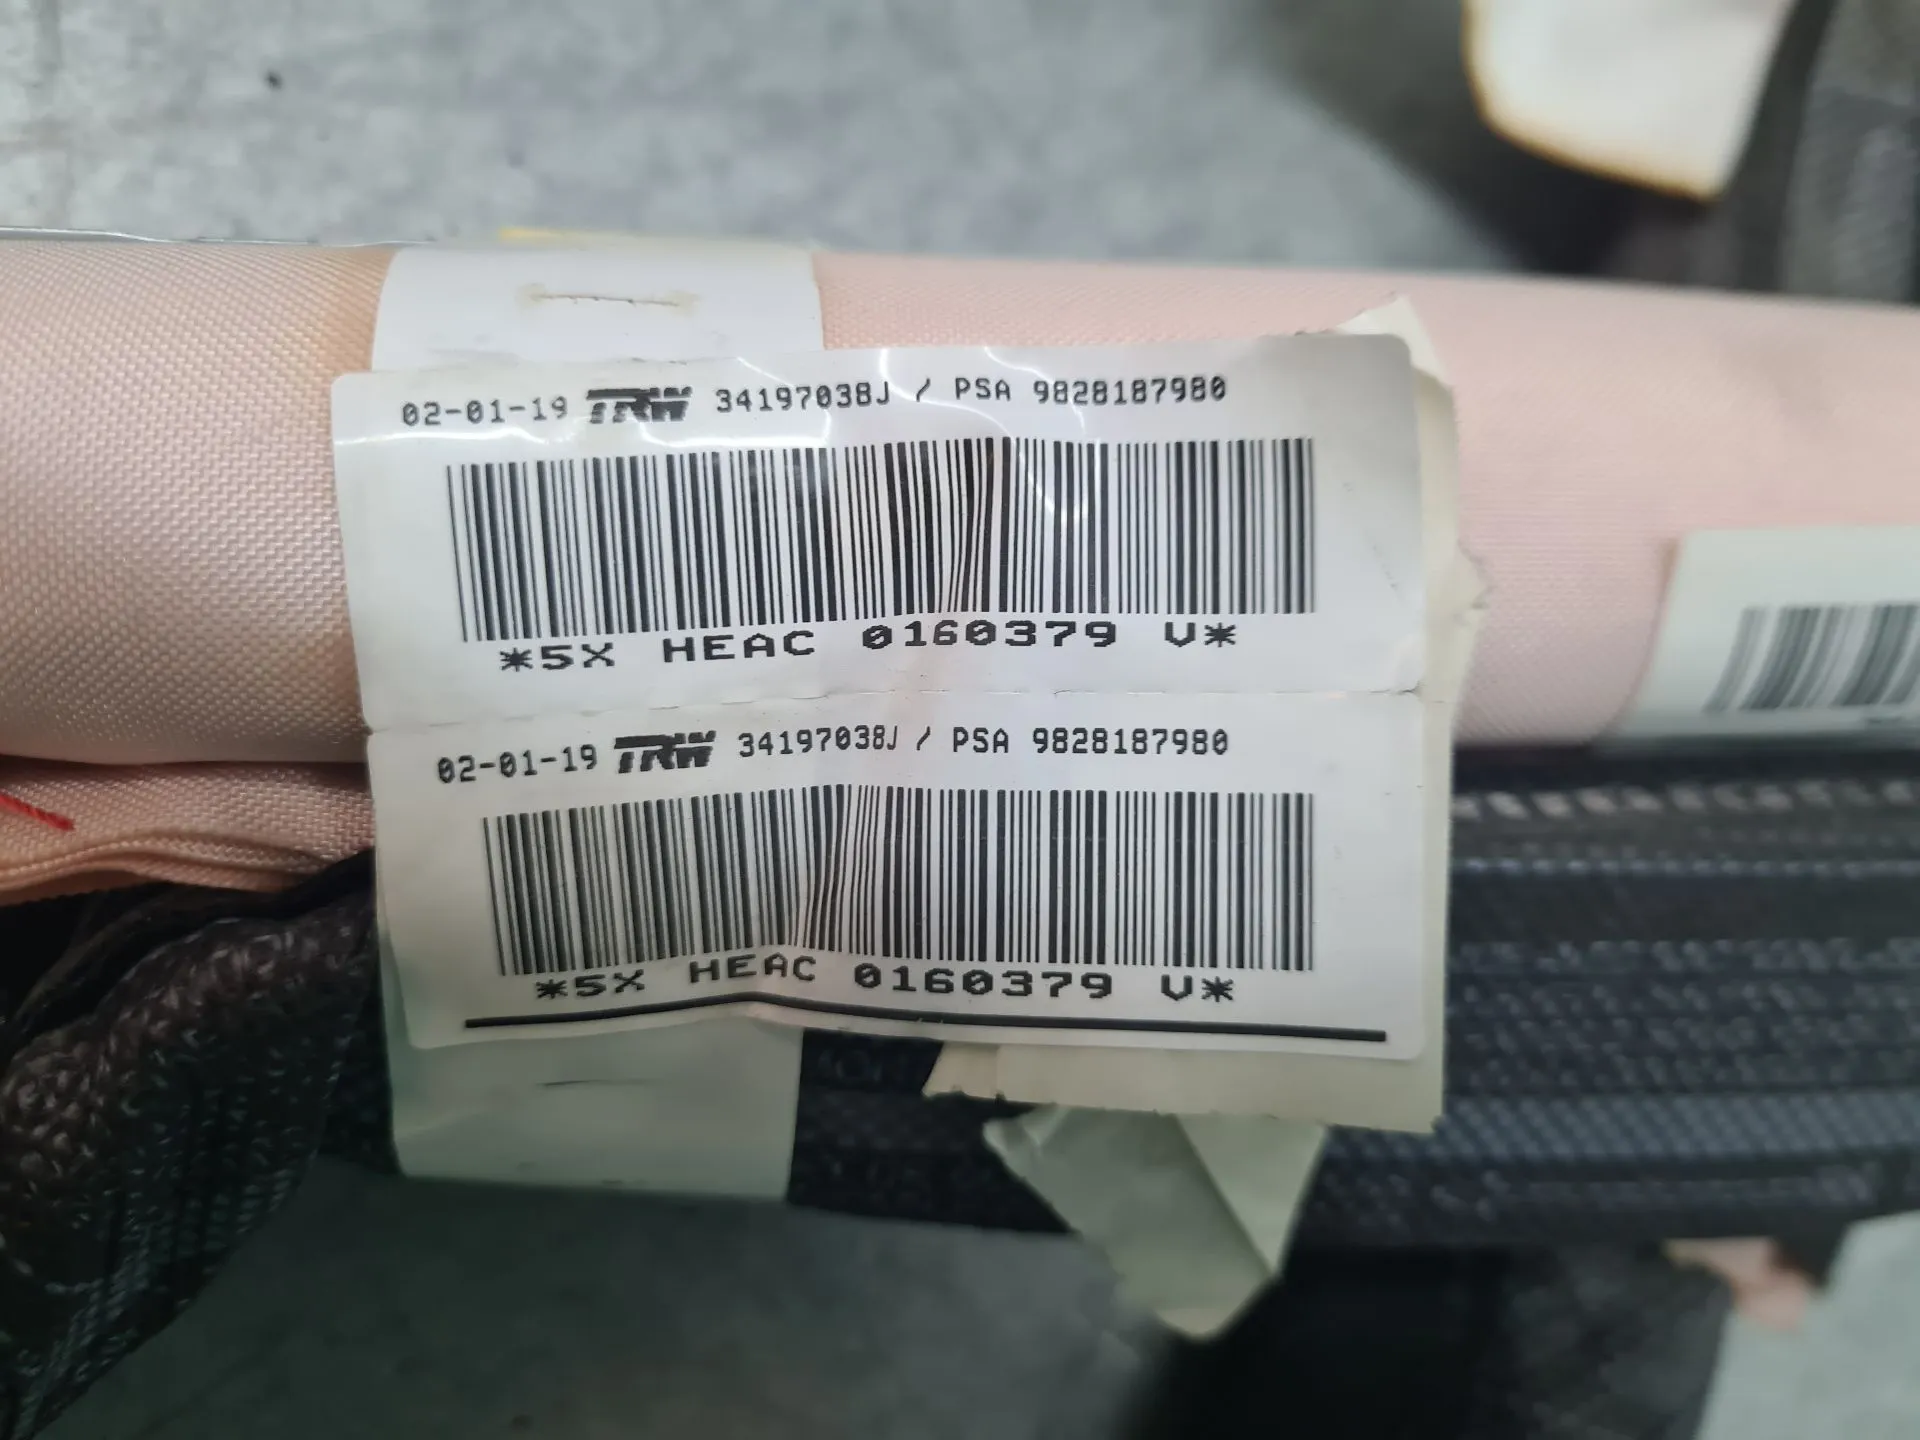 02-01-19 TRW 34197038J / PSA 9828187980
*5X HEAC 0160379 V*
02-01-19 TRW 34197038J / PSA 9828187980
*5X HEAC 0160379 V*